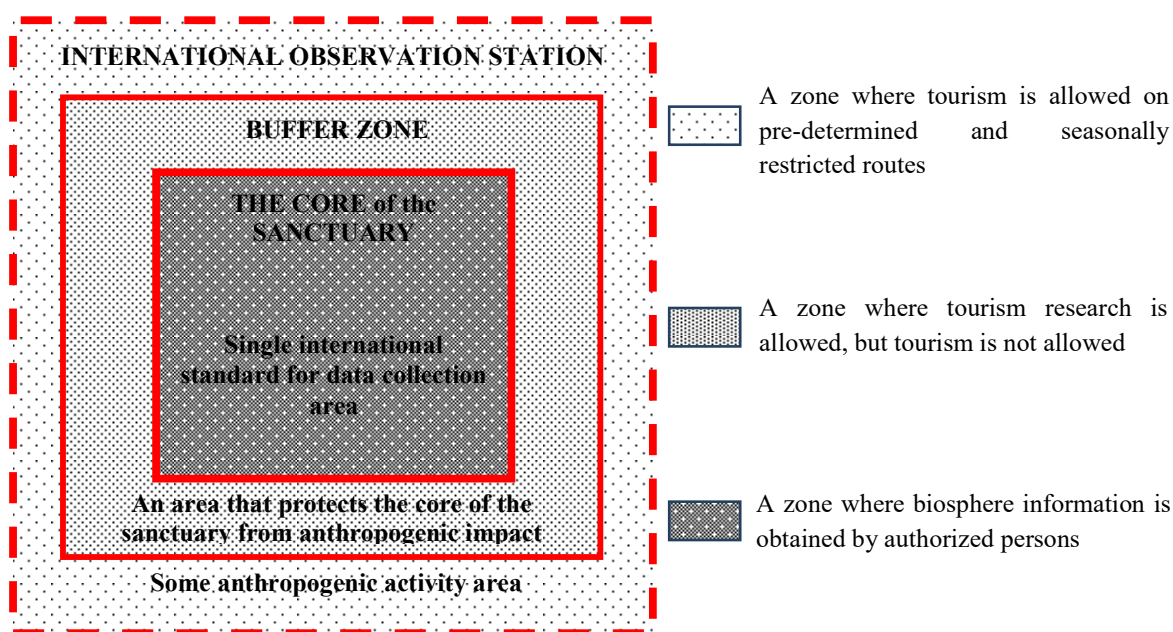 INTERNATIONAL OBSERVATION STATION
BUFFER ZONE
THE CORE of the
SANCTUARY
Single international
standard for data collection
area
An area that protects the core of the
sanctuary from anthropogenic impact
Some anthropogenic activity area
A zone where tourism is allowed on
pre-determined and seasonally
restricted routes
A zone where tourism research is
allowed, but tourism is not allowed
A zone where biosphere information is
obtained by authorized persons